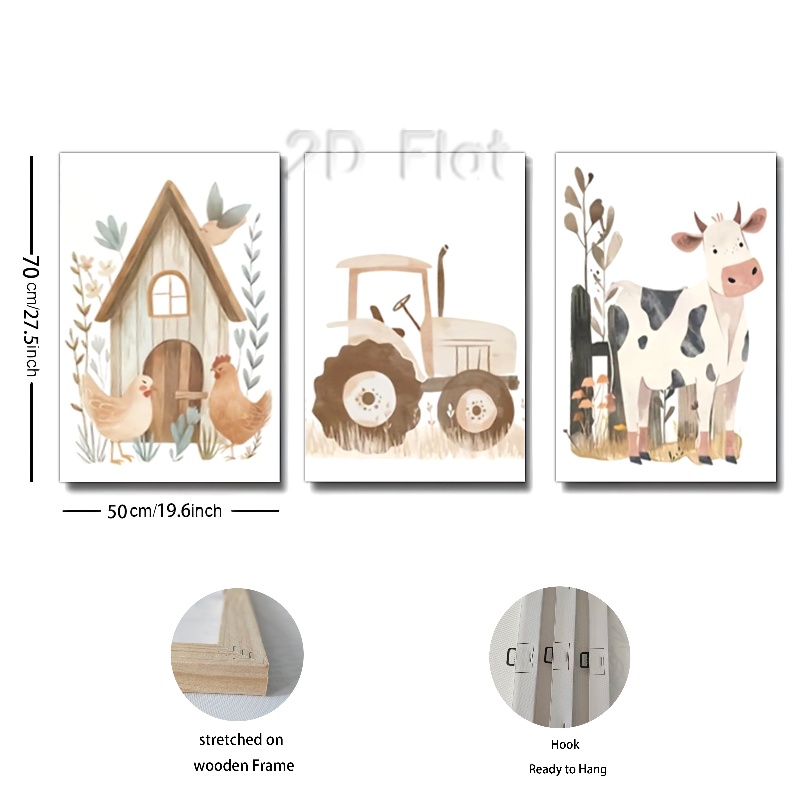 2D Flat
70 cm/27.5inch
50cm/19.6inch
stretched on
wooden Frame
Hook
Ready to Hang